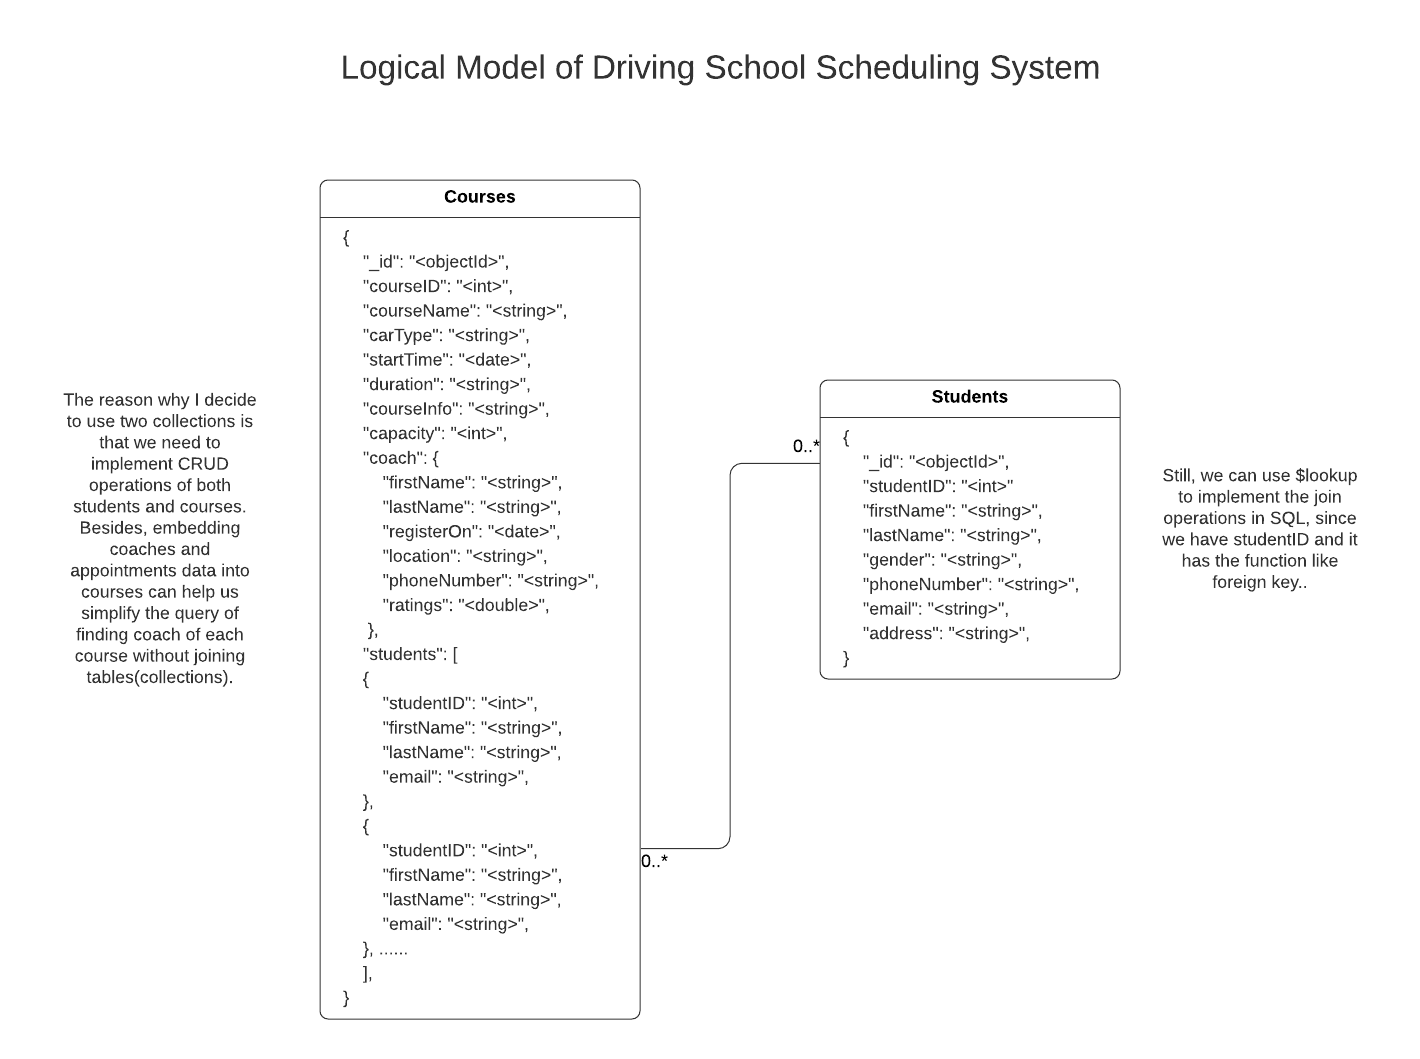 Logical Model of Driving School Scheduling System
The reason why I decide
to use two collections is
that we need to
implement CRUD
operations of both
students and courses.
Besides, embedding
coaches and
appointments data into
courses can help us
simplify the query of
finding coach of each
course without joining
tables(collections).
Courses
{
"_id": "<objectId>",
"courseID": "<int>",
"courseName": "<string>",
"carType": "<string>",
"startTime": "<date>",
"duration": "<string>",
"courseInfo": "<string>",
"capacity": "<int>",
"coach": {
"firstName": "<string>",
"lastName": "<string>",
"registerOn": "<date>",
"location": "<string>",
"phoneNumber": "<string>",
"ratings": "<double>",
},
"students": [
{
"studentID": "<int>",
"firstName": "<string>",
"lastName": "<string>",
"email": "<string>",
},
{
"studentID": "<int>",
"firstName": "<string>",
"lastName": "<string>",
"email": "<string>",
}, ......
],
}
0..*
0..*
Students
{
"_id": "<objectId>",
"studentID": "<int>"
"firstName": "<string>",
"lastName": "<string>",
"gender": "<string>",
"phoneNumber": "<string>",
"email": "<string>",
"address": "<string>",
}
Still, we can use $lookup
to implement the join
operations in SQL, since
we have studentID and it
has the function like
foreign key..